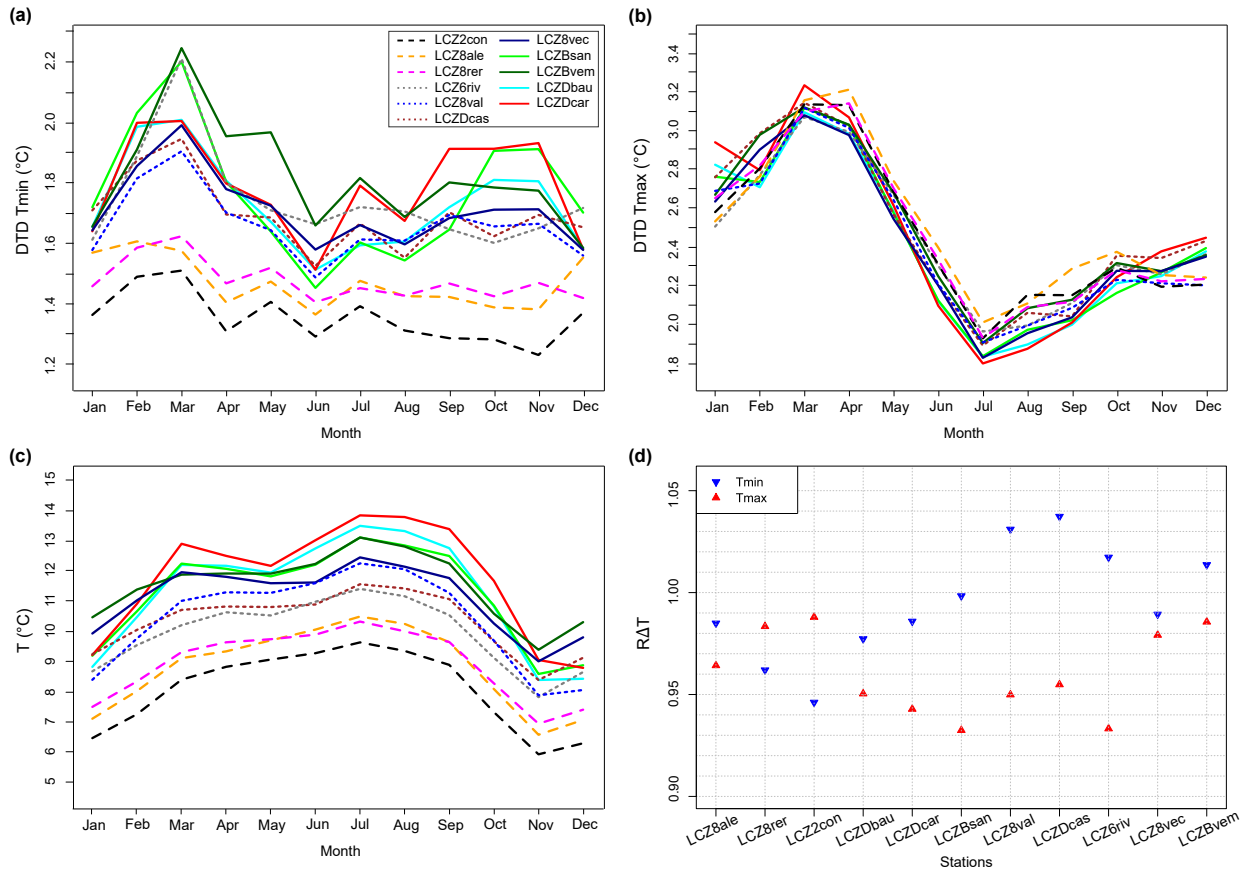 (a)
DTD Tmin (°C)
2.2
2.0
1.8
1.6
1.4
1.2
LCZ2con
LCZ8ale
LCZ8rer
LCZ6riv
LCZ8val
LCZDcas
LCZ8vec
LCZBsan
LCZBvem
LCZDbau
LCZDcar
Jan Feb Mar Apr May Jun Jul Aug Sep Oct Nov Dec
Month
(b)
DTD Tmax (°C)
3.4
3.2
3.0
2.8
2.6
2.4
2.2
2.0
1.8
Jan Feb Mar Apr May Jun Jul Aug Sep Oct Nov Dec
Month
(c)
T (°C)
15
14
13
12
11
10
9
8
7
6
5
Jan Feb Mar Apr May Jun Jul Aug Sep Oct Nov Dec
Month
(d)
RΔT
1.05
1.00
0.95
0.90
Tmin
Tmax
LCZ8ale LCZ8rer LCZ2con LCZDbau LCZDcar LCZBsan LCZ8val LCZDcas LCZ6riv LCZ8vec LCZBvem
Stations